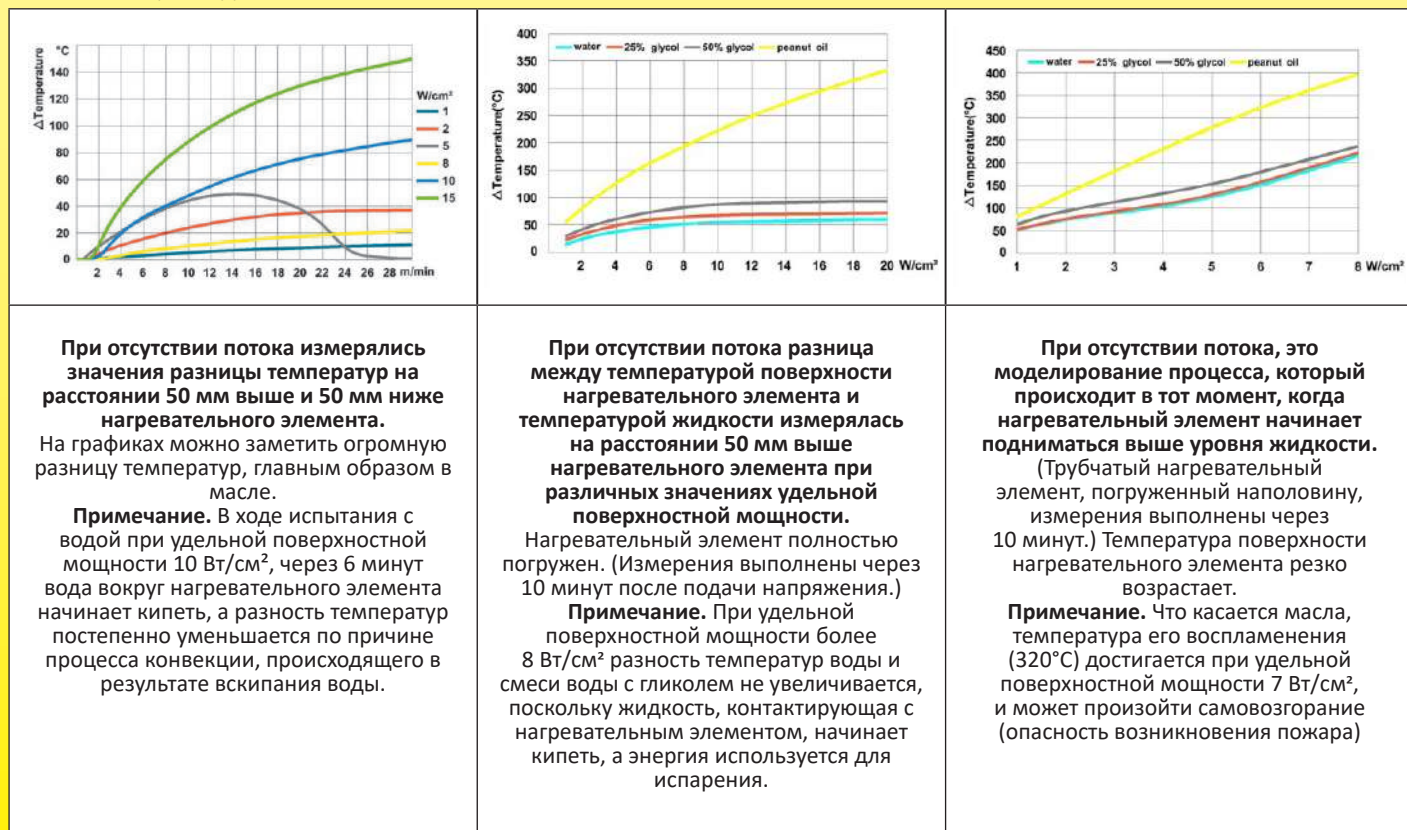 °C
△Temperature
140
120
100
80
60
40
20
0
2 4 6 8 10 12 14 16 18 20 22 24 26 28 m/min
W/cm²
1
2
5
8
10
15
400
350
300
250
200
150
100
50
0
△Temperature(°C)
water 25% glycol 50% glycol peanut oil
2 4 6 8 10 12 14 16 18 20 W/cm²
450
400
350
300
250
200
150
100
50
0
△Temperature(°C)
water 25% glycol 50% glycol peanut oil
1 2 3 4 5 6 7 8 W/cm²
При отсутствии потока измерялись
значения разницы температур на
расстоянии 50 мм выше и 50 мм ниже
нагревательного элемента.
На графиках можно заметить огромную
разницу температур, главным образом в
масле.
Примечание. В ходе испытания с
водой при удельной поверхностной
мощности 10 Вт/см², через 6 минут
вода вокруг нагревательного элемента
начинает кипеть, а разность температур
постепенно уменьшается по причине
процесса конвекции, происходящего в
результате вскипания воды.
При отсутствии потока разница
между температурой поверхности
нагревательного элемента и
температурой жидкости измерялась
на расстоянии 50 мм выше
нагревательного элемента при
различных значениях удельной
поверхностной мощности.
Нагревательный элемент полностью
погружен. (Измерения выполнены через
10 минут после подачи напряжения.)
Примечание. При удельной
поверхностной мощности более
8 Вт/см² разность температур воды и
смеси воды с гликолем не увеличивается,
поскольку жидкость, контактирующая с
нагревательным элементом, начинает
кипеть, а энергия используется для
испарения.
При отсутствии потока, это
моделирование процесса, который
происходит в тот момент, когда
нагревательный элемент начинает
подниматься выше уровня жидкости.
(Трубчатый нагревательный
элемент, погруженный наполовину,
измерения выполнены через
10 минут.) Температура поверхности
нагревательного элемента резко
возрастает.
Примечание. Что касается масла,
температура его воспламенения
(320°C) достигается при удельной
поверхностной мощности 7 Вт/см²,
и может произойти самовозгорание
(опасность возникновения пожара)